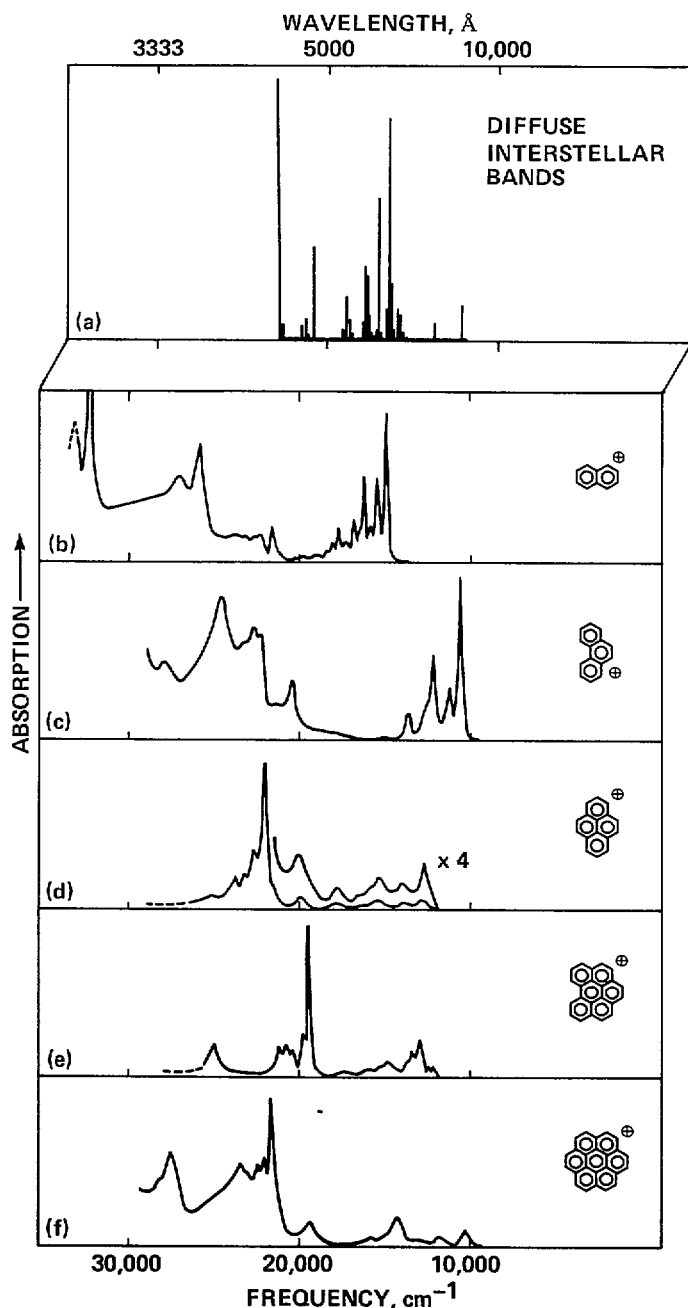 WAVELENGTH, Å
3333 5000 10,000
DIFFUSE
INTERSTELLAR
BANDS
(a)
ABSORPTION
(b)
⊕
(c)
⊕
(d)
⊕
x 4
(e)
⊕
(f)
⊕
30,000 20,000 10,000
FREQUENCY, cm⁻¹